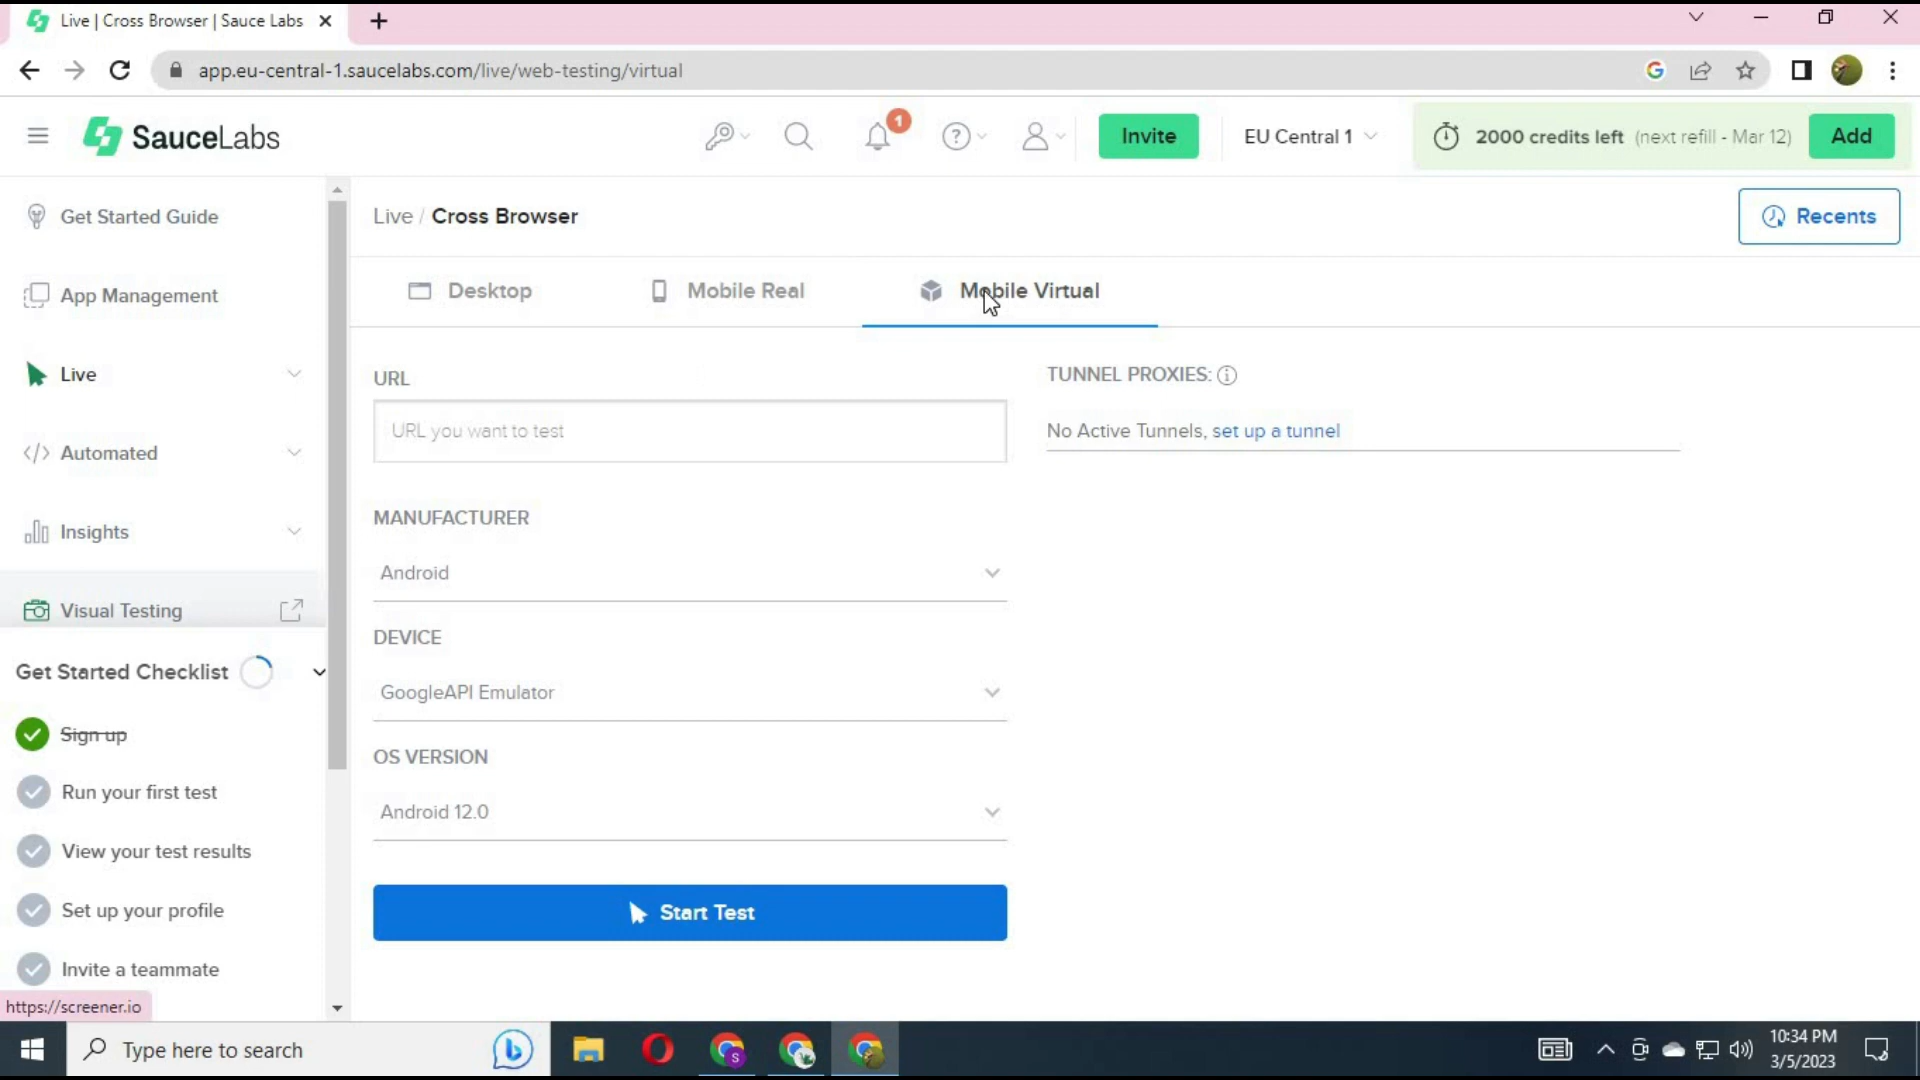 Live | Cross Browser | Sauce Labs
app.eu-central-1.saucelabs.com/live/web-testing/virtual
SauceLabs
1
Invite
EU Central 1
2000 credits left (next refill - Mar 12)
Add
Get Started Guide
App Management
Live
Automated
Insights
Visual Testing
Get Started Checklist
Sign up
Run your first test
View your test results
Set up your profile
Invite a teammate
https://screener.io
Live / Cross Browser
Recents
Desktop
Mobile Real
Mobile Virtual
URL
URL you want to test
MANUFACTURER
Android
DEVICE
GoogleAPI Emulator
OS VERSION
Android 12.0
Start Test
TUNNEL PROXIES:
No Active Tunnels, set up a tunnel
Type here to search
10:34 PM
3/5/2023